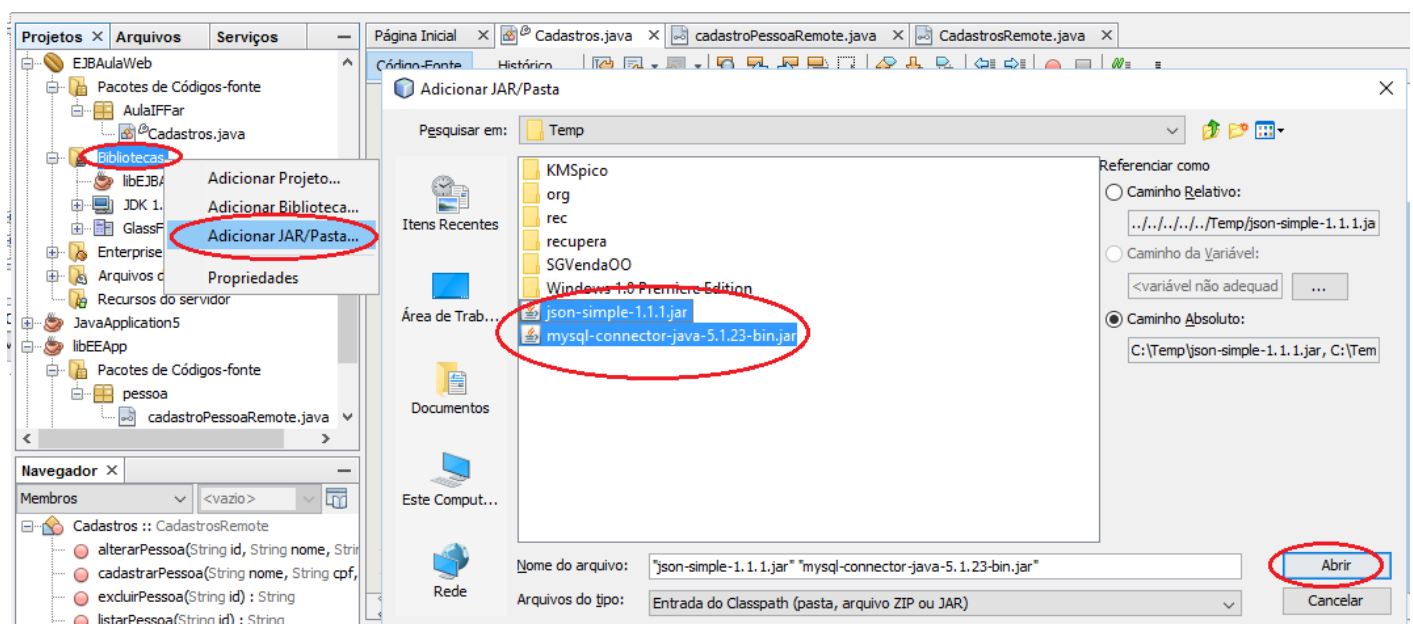 Projetos
Arquivos
Serviços
EJBAulaWeb
Pacotes de Códigos-fonte
AulaIFFar
Cadastros.java
Bibliotecas
libEJBA
JDK 1.
GlassF
Enterprise
Arquivos d
Recursos do servidor
JavaApplication5
libEEApp
Pacotes de Códigos-fonte
pessoa
cadastroPessoaRemote.java
Adicionar Projeto...
Adicionar Biblioteca...
Adicionar JAR/Pasta...
Propriedades
Navegador
Membros
<vazio>
Cadastros :: CadastrosRemote
alterarPessoa(String id, String nome, Strin
cadastrarPessoa(String nome, String cpf,
excluirPessoa(String id) : String
listarPessoa(String id) : String
Página Inicial
Cadastros.java
cadastroPessoaRemote.java
CadastrosRemote.java
Código-Fonte
Histórico
Adicionar JAR/Pasta
Pesquisar em:
Temp
Itens Recentes
Área de Trab...
Documentos
Este Comput...
Rede
KMSpico
org
rec
recupera
SGVendaOO
Windows 1.0 Premiere Edition
json-simple-1.1.1.jar
mysql-connector-java-5.1.23-bin.jar
Referenciar como
Caminho Relativo:
../../../../../Temp/json-simple-1.1.1.ja
Caminho da Variável:
<variável não adequad
...
Caminho Absoluto:
C:\Temp\json-simple-1.1.1.jar, C:\Tem
Nome do arquivo:
"json-simple-1.1.1.jar" "mysql-connector-java-5.1.23-bin.jar"
Abrir
Arquivos do tipo:
Entrada do Classpath (pasta, arquivo ZIP ou JAR)
Cancelar